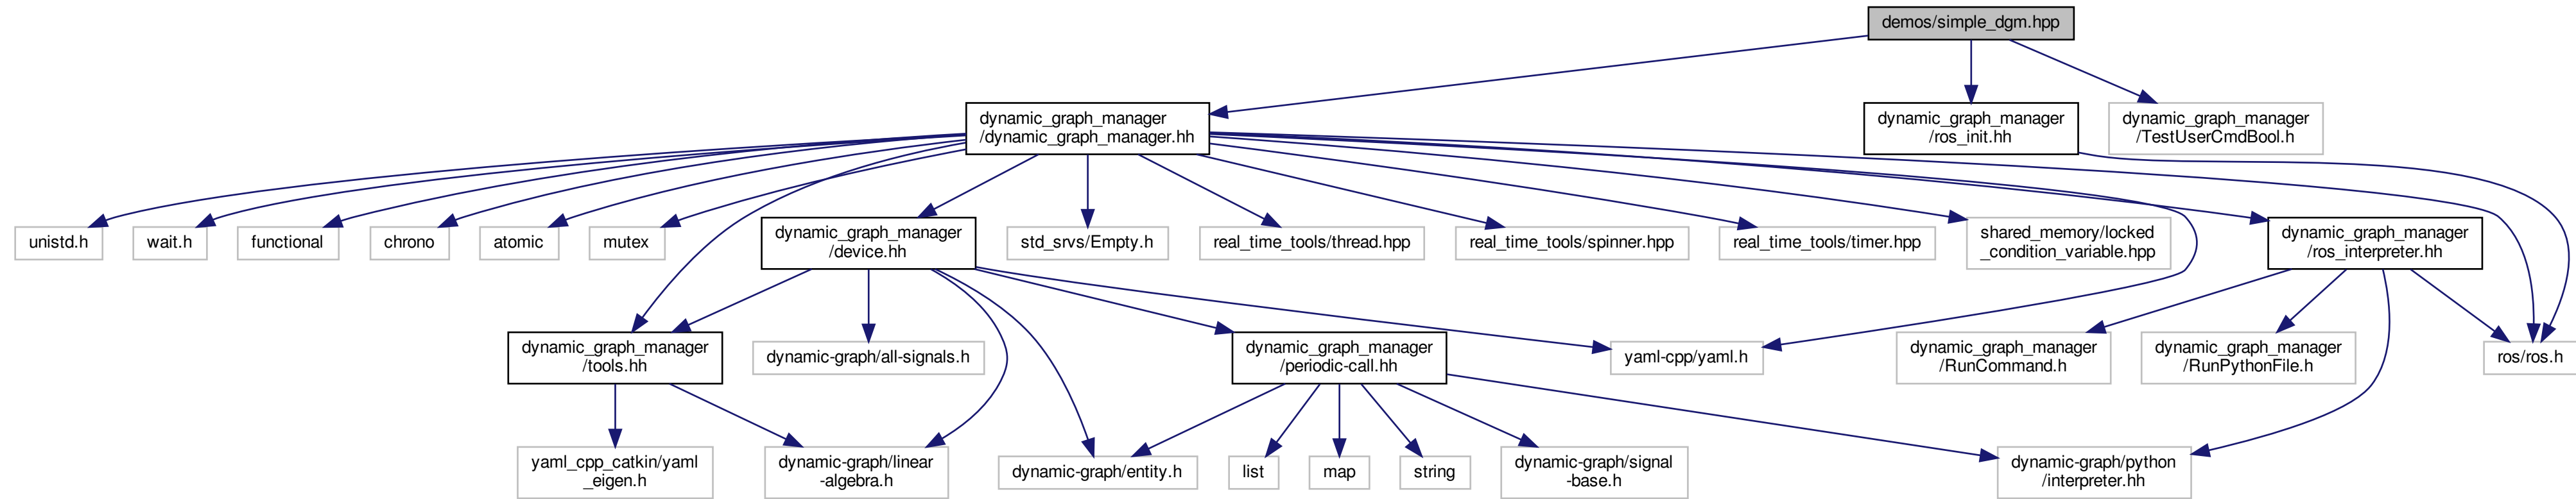 demos/simple_dgm.hpp
dynamic_graph_manager
/dynamic_graph_manager.hh
dynamic_graph_manager
/ros_init.hh
dynamic_graph_manager
/TestUserCmdBool.h
unistd.h
wait.h
functional
chrono
atomic
mutex
dynamic_graph_manager
/device.hh
std_srvs/Empty.h
real_time_tools/thread.hpp
real_time_tools/spinner.hpp
real_time_tools/timer.hpp
shared_memory/locked
_condition_variable.hpp
dynamic_graph_manager
/ros_interpreter.hh
dynamic_graph_manager
/tools.hh
dynamic-graph/all-signals.h
dynamic_graph_manager
/periodic-call.hh
yaml-cpp/yaml.h
dynamic_graph_manager
/RunCommand.h
dynamic_graph_manager
/RunPythonFile.h
ros/ros.h
yaml_cpp_catkin/yaml
_eigen.h
dynamic-graph/linear
-algebra.h
dynamic-graph/entity.h
list
map
string
dynamic-graph/signal
-base.h
dynamic-graph/python
/interpreter.hh